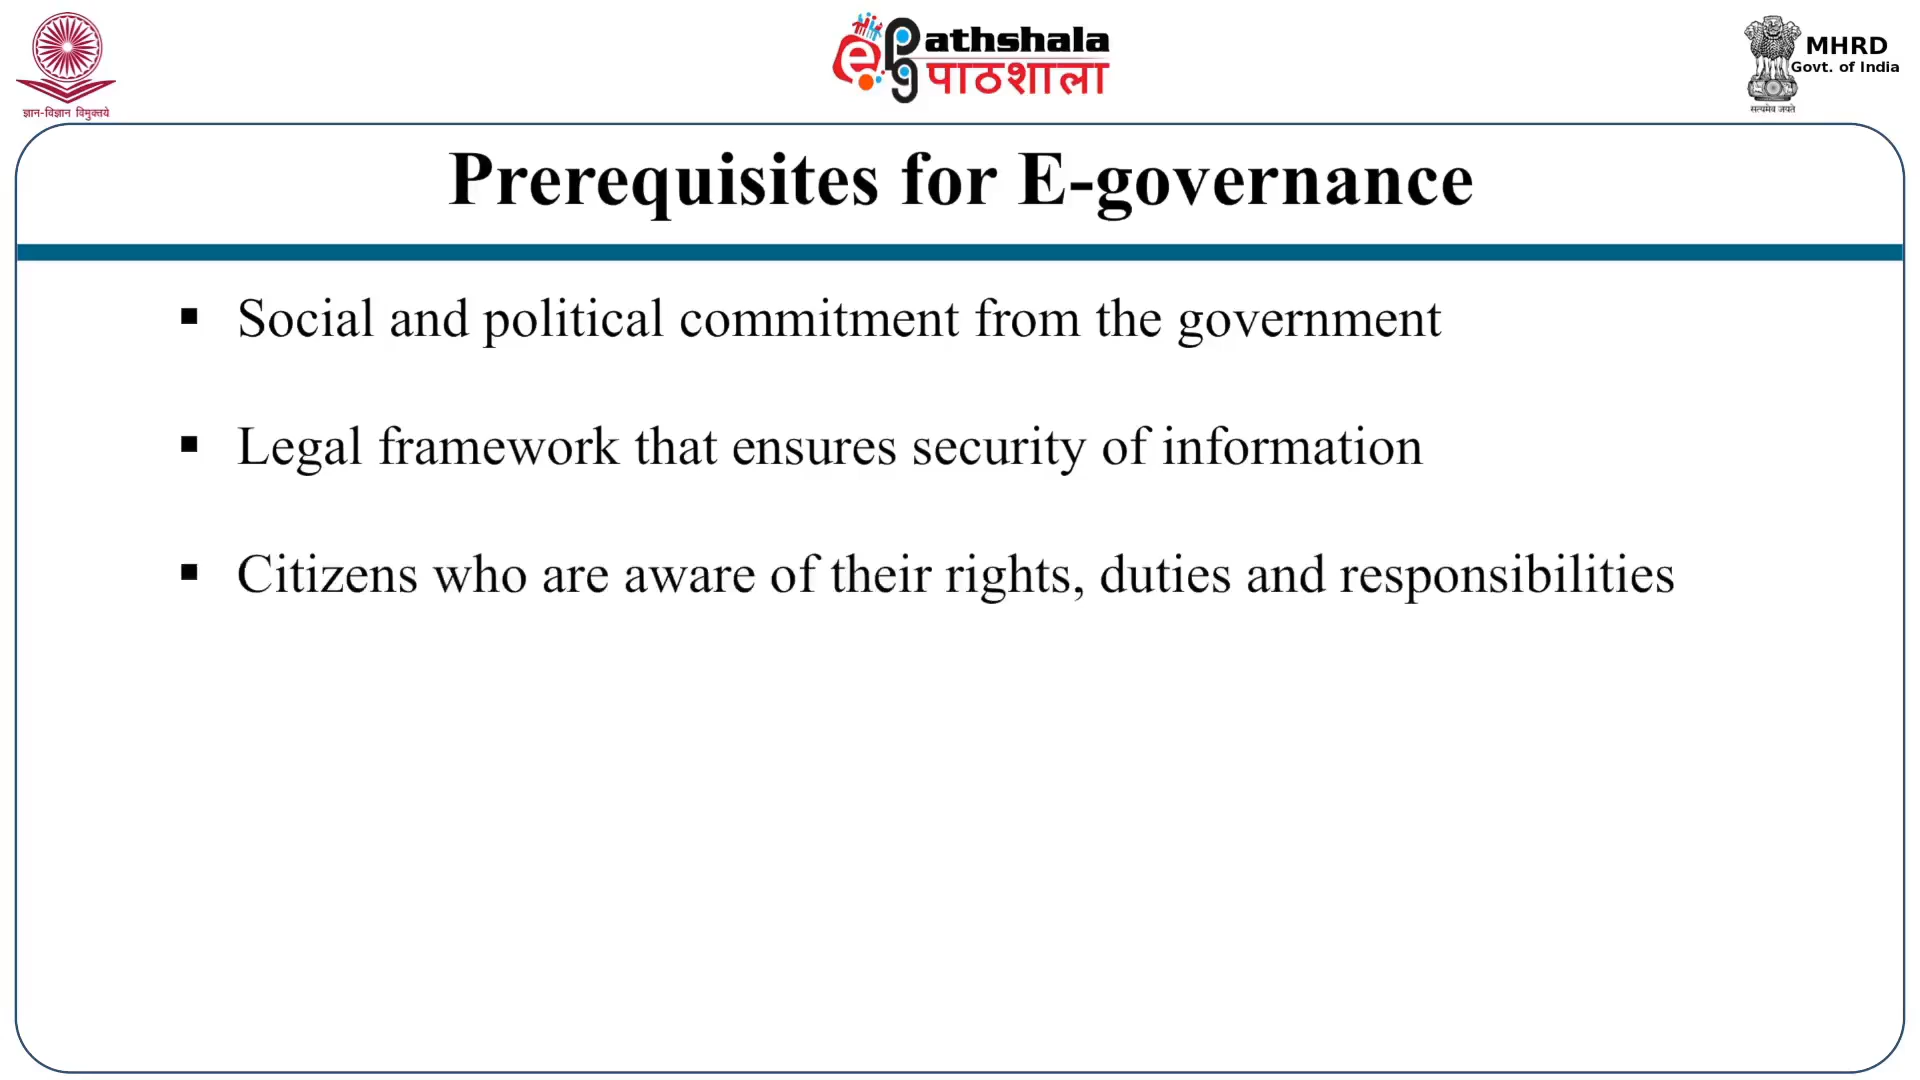 ज्ञान-विज्ञान विमुक्तये
ePathshala
पाठशाला
MHRD
Govt. of India
सत्यमेव जयते
Prerequisites for E-governance
▪ Social and political commitment from the government
▪ Legal framework that ensures security of information
▪ Citizens who are aware of their rights, duties and responsibilities